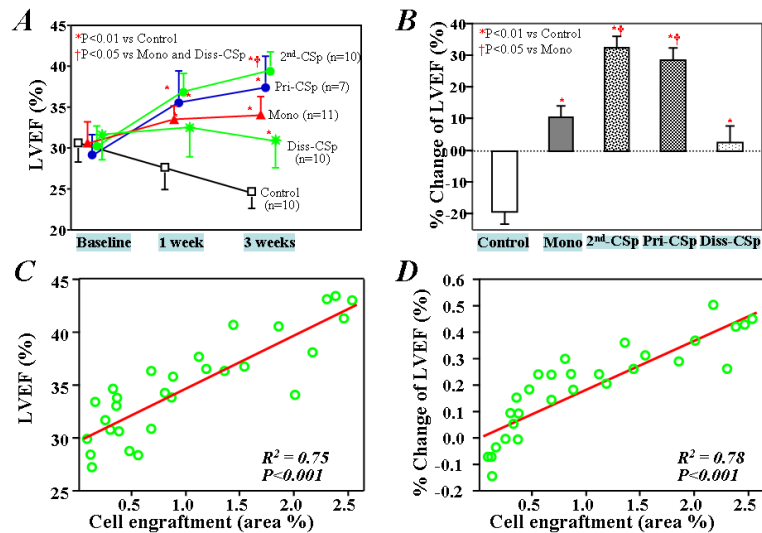 A
*P<0.01 vs Control
†P<0.05 vs Mono and Diss-CSp
2nd-CSp (n=10)
Pri-CSp (n=7)
Mono (n=11)
Diss-CSp
(n=10)
Control
(n=10)
LVEF (%)
45
40
35
30
25
20
Baseline 1 week 3 weeks
B
*P<0.01 vs Control
†P<0.05 vs Mono
% Change of LVEF (%)
40
30
20
10
00
-10
-20
Control Mono 2nd-CSp Pri-CSp Diss-CSp
C
LVEF (%)
45
40
35
30
25
R2 = 0.75
P<0.001
0.5 1.0 1.5 2.0 2.5
Cell engraftment (area %)
D
% Change of LVEF (%)
0.6
0.5
0.4
0.3
0.2
0.1
0.0
-0.1
-0.2
R2 = 0.78
P<0.001
0.5 1.0 1.5 2.0 2.5
Cell engraftment (area %)